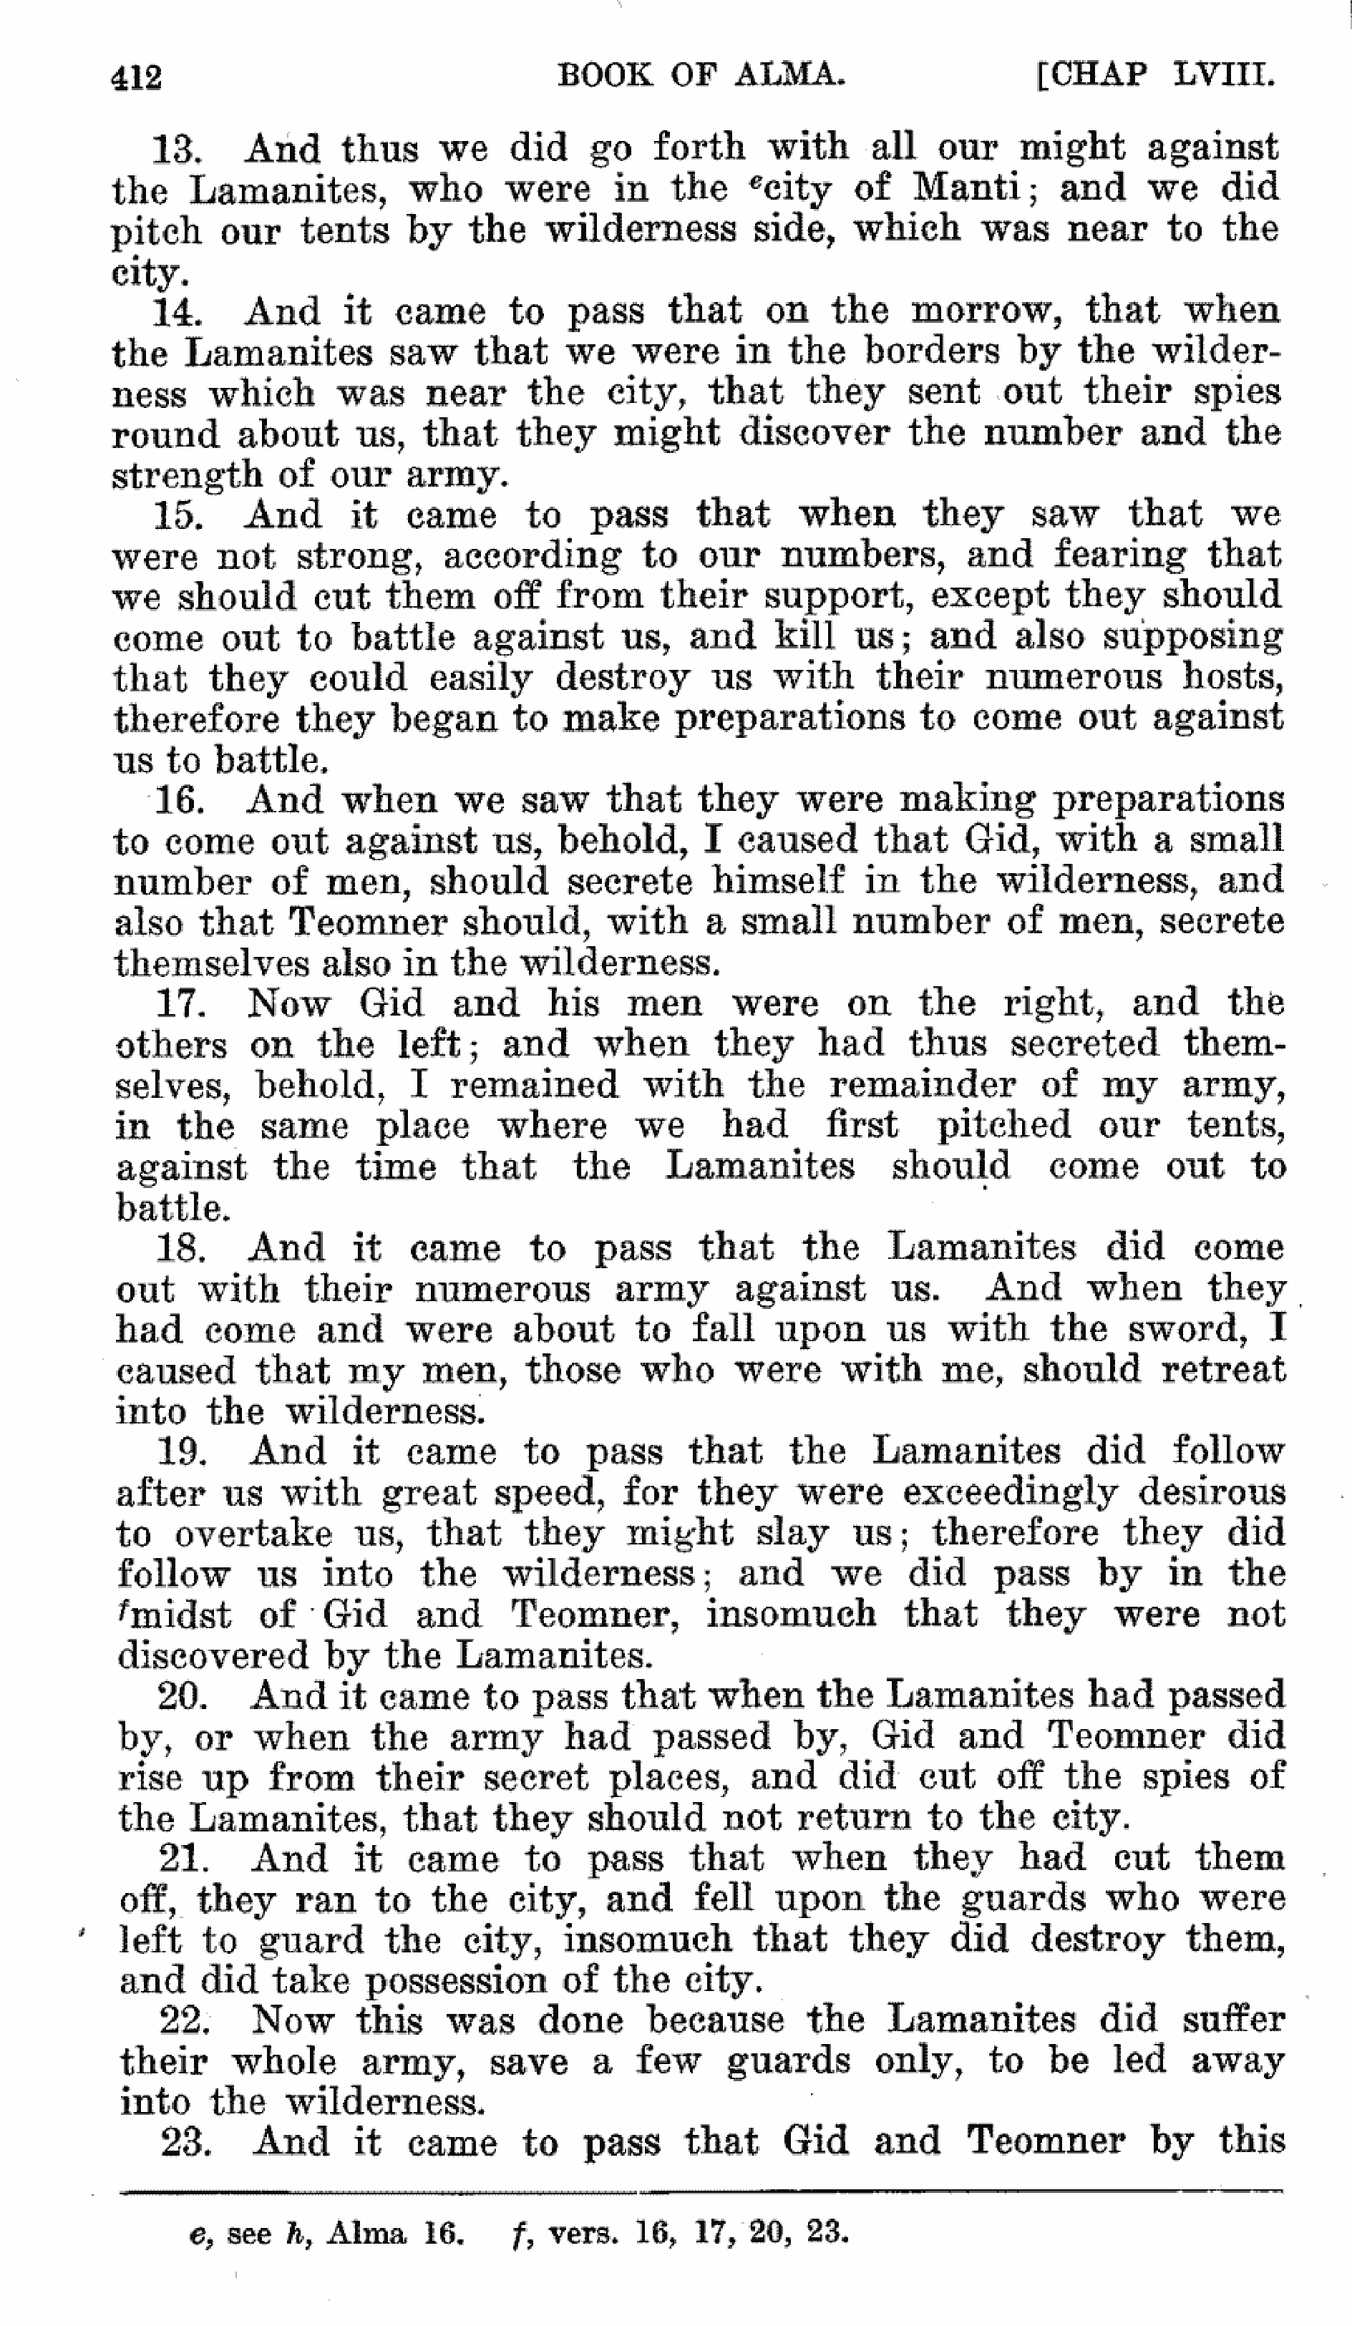 412 BOOK OF ALMA. [CHAP LVIII.
13. And thus we did go forth with all our might against
the Lamanites, who were in the ᵉcity of Manti; and we did
pitch our tents by the wilderness side, which was near to the
city.
14. And it came to pass that on the morrow, that when
the Lamanites saw that we were in the borders by the wilder-
ness which was near the city, that they sent out their spies
round about us, that they might discover the number and the
strength of our army.
15. And it came to pass that when they saw that we
were not strong, according to our numbers, and fearing that
we should cut them off from their support, except they should
come out to battle against us, and kill us; and also supposing
that they could easily destroy us with their numerous hosts,
therefore they began to make preparations to come out against
us to battle.
16. And when we saw that they were making preparations
to come out against us, behold, I caused that Gid, with a small
number of men, should secrete himself in the wilderness, and
also that Teomner should, with a small number of men, secrete
themselves also in the wilderness.
17. Now Gid and his men were on the right, and the
others on the left; and when they had thus secreted them-
selves, behold, I remained with the remainder of my army,
in the same place where we had first pitched our tents,
against the time that the Lamanites should come out to
battle.
18. And it came to pass that the Lamanites did come
out with their numerous army against us. And when they
had come and were about to fall upon us with the sword, I
caused that my men, those who were with me, should retreat
into the wilderness.
19. And it came to pass that the Lamanites did follow
after us with great speed, for they were exceedingly desirous
to overtake us, that they might slay us; therefore they did
follow us into the wilderness; and we did pass by in the
ᶠmidst of Gid and Teomner, insomuch that they were not
discovered by the Lamanites.
20. And it came to pass that when the Lamanites had passed
by, or when the army had passed by, Gid and Teomner did
rise up from their secret places, and did cut off the spies of
the Lamanites, that they should not return to the city.
21. And it came to pass that when they had cut them
off, they ran to the city, and fell upon the guards who were
left to guard the city, insomuch that they did destroy them,
and did take possession of the city.
22. Now this was done because the Lamanites did suffer
their whole army, save a few guards only, to be led away
into the wilderness.
23. And it came to pass that Gid and Teomner by this
e, see h, Alma 16. f, vers. 16, 17, 20, 23.